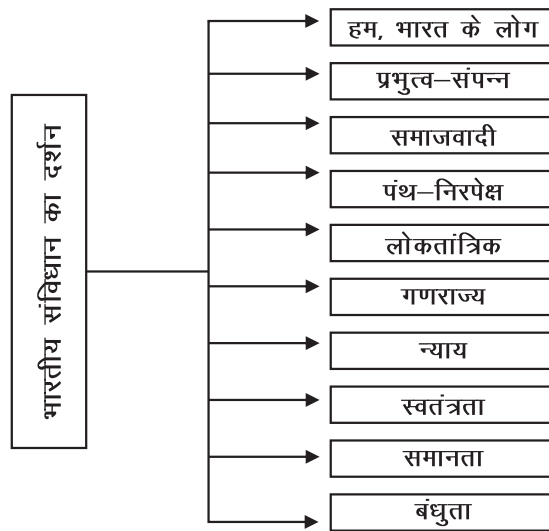 भारतीय संविधान का दर्शन
हम, भारत के लोग
प्रभुत्व–संपन्न
समाजवादी
पंथ–निरपेक्ष
लोकतांत्रिक
गणराज्य
न्याय
स्वतंत्रता
समानता
बंधुता